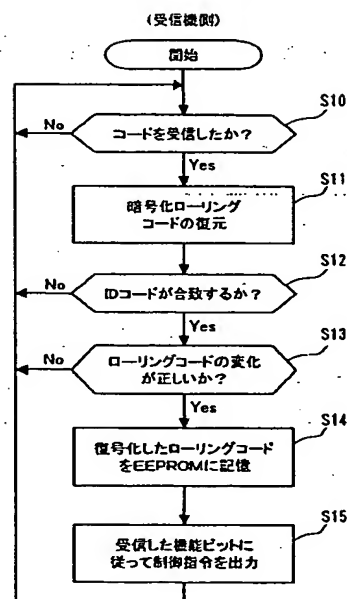 (受信機側)
開始
S10
コードを受信したか？
No
Yes
S11
暗号化ローリング
コードの復元
S12
IDコードが合致するか？
No
Yes
S13
ローリングコードの変化
が正しいか？
No
Yes
S14
復号化したローリングコード
をEEPROMに記憶
S15
受信した機能ビットに
従って制御指令を出力